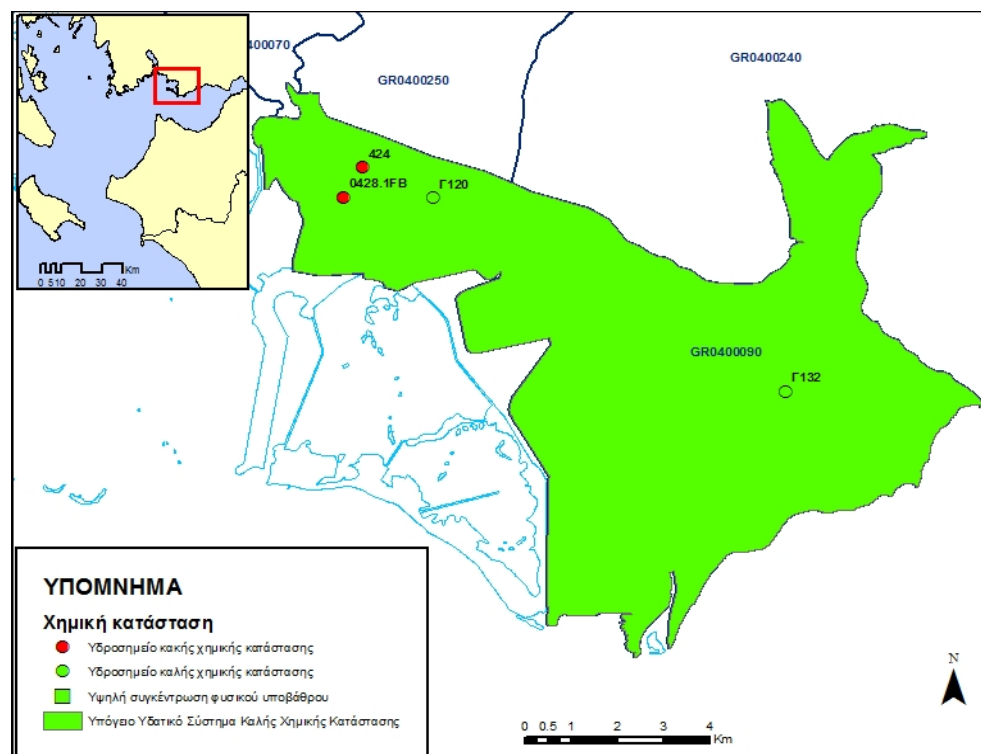 00070
GR0400250
GR0400240
424
0428.1FB
Γ120
Km
0 5 10 20 30 40
GR0400090
Γ132
ΥΠΟΜΝΗΜΑ
Χημική κατάσταση
Υδροσημείο κακής χημικής κατάστασης
Υδροσημείο καλής χημικής κατάστασης
Υψηλή συγκέντρωση φυσικού υποβάθρου
Υπόγειο Υδατικό Σύστημα Καλής Χημικής Κατάστασης
N
0 0.5 1 2 3 4
Km